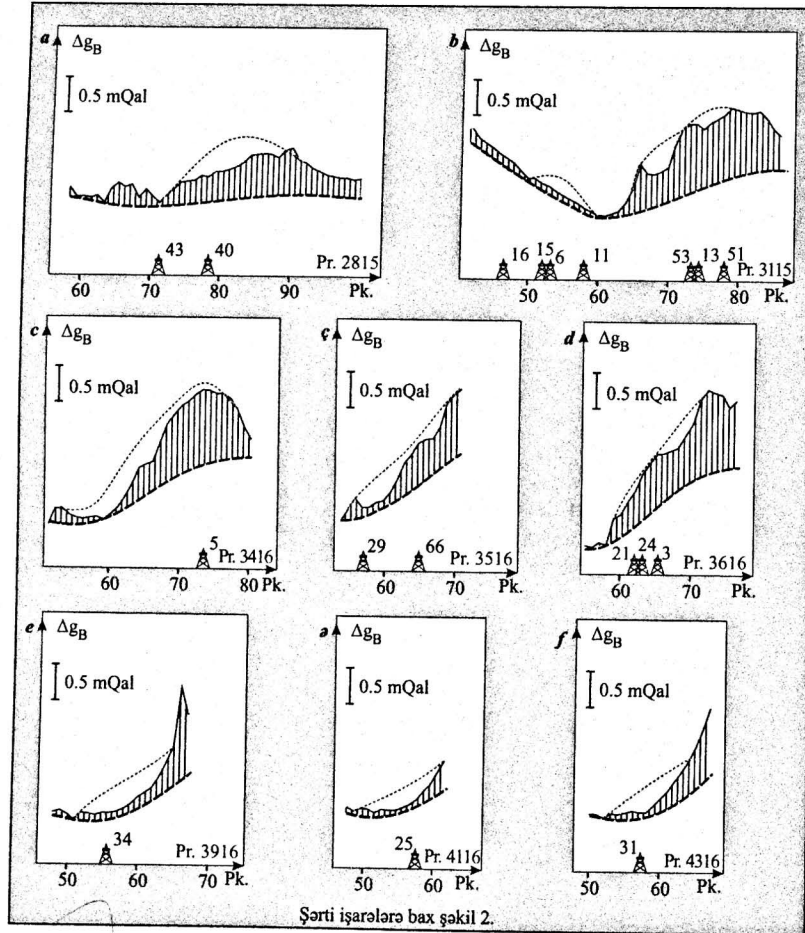 a Δg_B
0.5 mQal
43 40 Pr. 2815
60 70 80 90 Pk.
b Δg_B
0.5 mQal
16 15 6 11 53 13 51 Pr. 3115
50 60 70 80 Pk.
c Δg_B
0.5 mQal
5 Pr. 3416
60 70 80 Pk.
ç Δg_B
0.5 mQal
29 66 Pr. 3516
60 70 Pk.
d Δg_B
0.5 mQal
21 24 3 Pr. 3616
60 70 Pk.
e Δg_B
0.5 mQal
34 Pr. 3916
50 60 70 Pk.
ə Δg_B
0.5 mQal
25 Pr. 4116
50 60 Pk.
f Δg_B
0.5 mQal
31 Pr. 4316
50 60 Pk.
Şərti işarələrə bax şəkil 2.